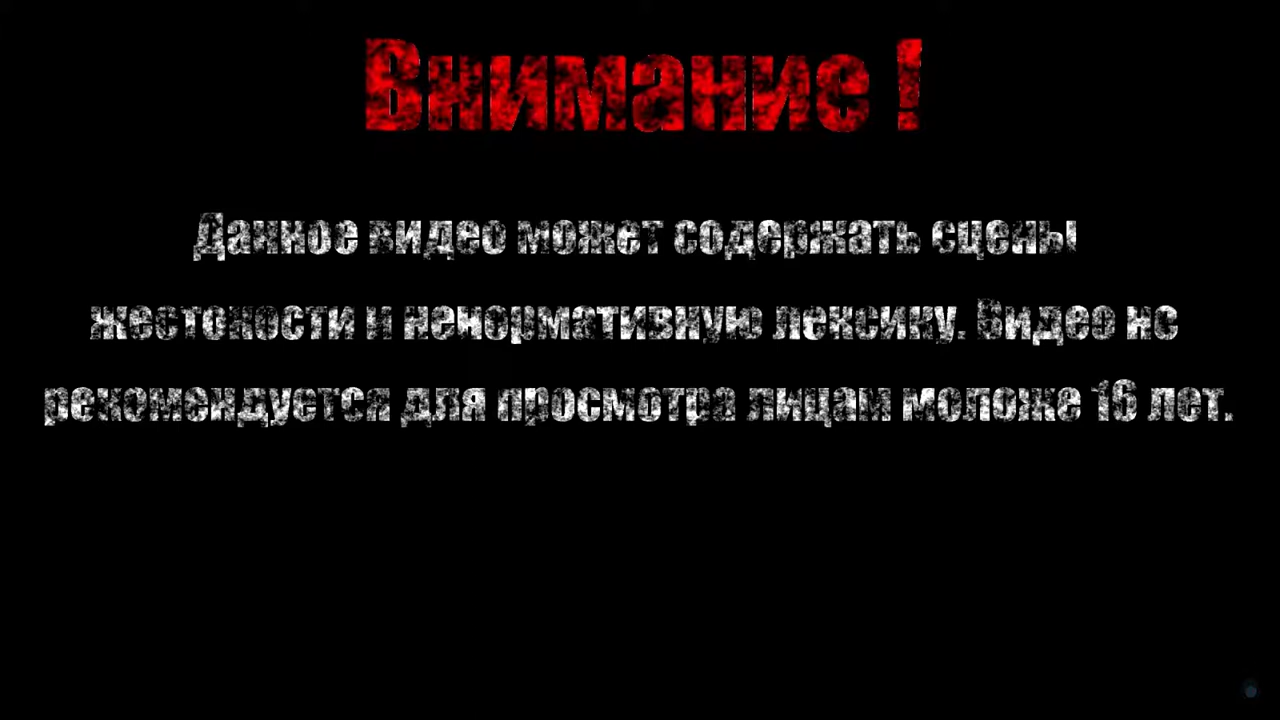 Внимание !
Данное видео может содержать сцены
жестокости и ненормативную лексику. Видео не
рекомендуется для просмотра лицам моложе 16 лет.